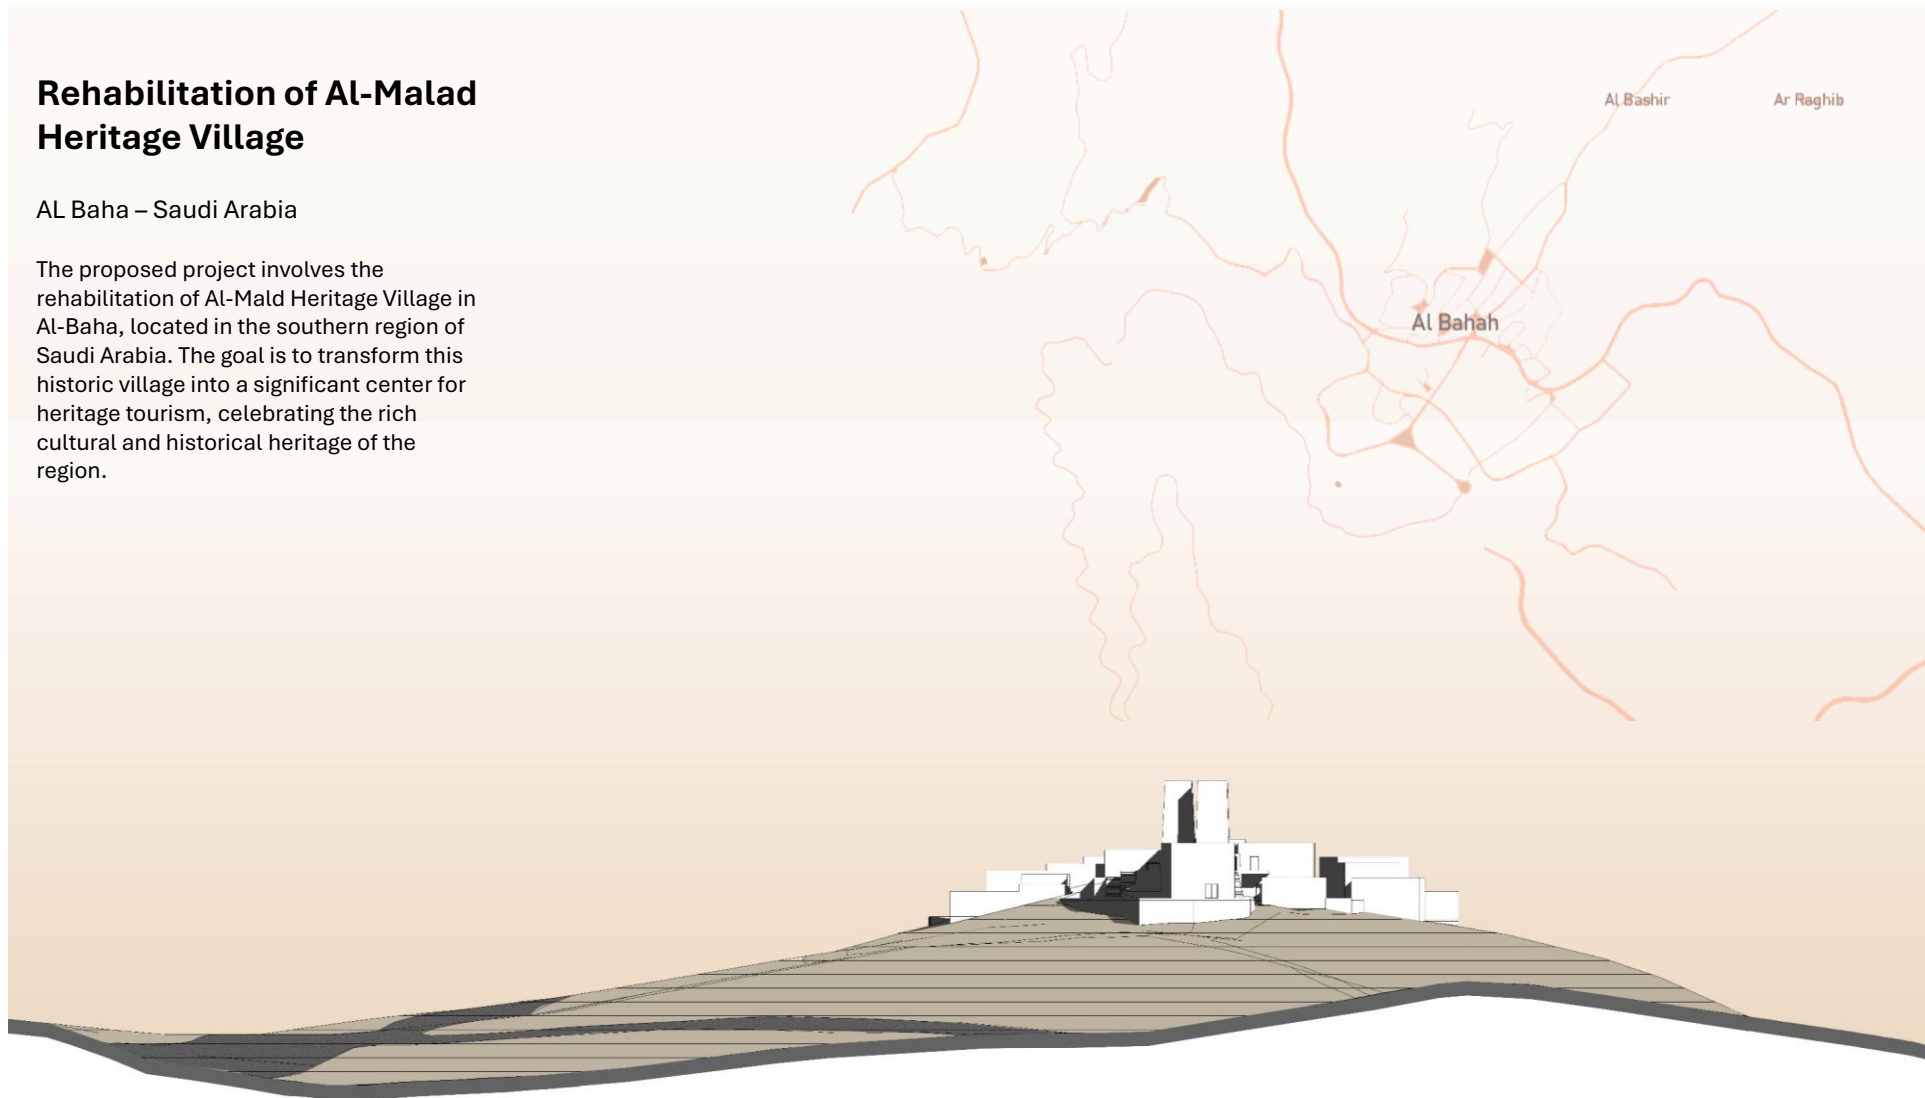 Rehabilitation of Al-Malad
Heritage Village
AL Baha – Saudi Arabia
The proposed project involves the
rehabilitation of Al-Mald Heritage Village in
Al-Baha, located in the southern region of
Saudi Arabia. The goal is to transform this
historic village into a significant center for
heritage tourism, celebrating the rich
cultural and historical heritage of the
region.
Al Bashir
Ar Raghib
Al Bahah